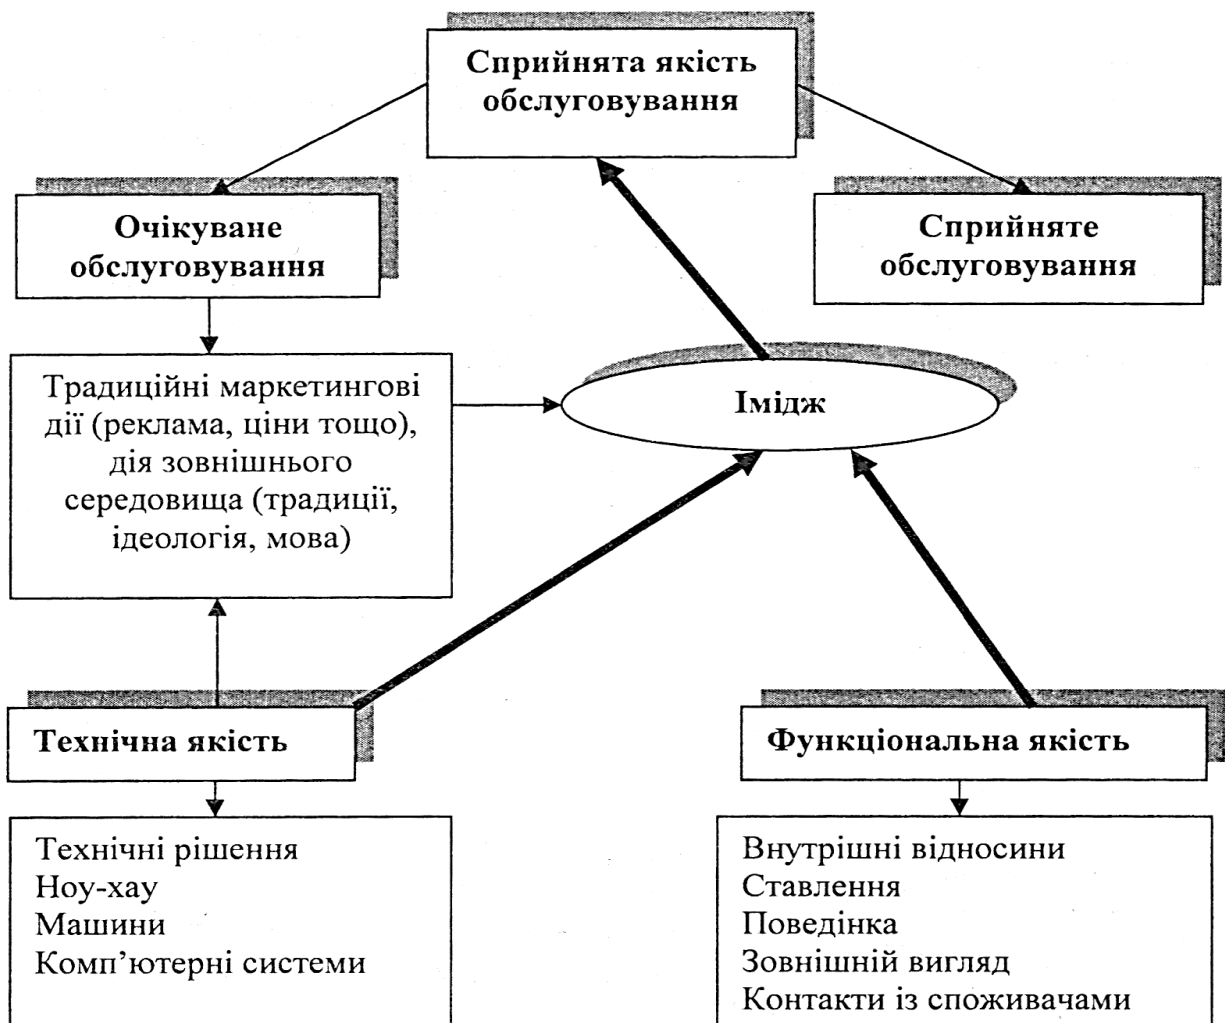 Сприйнята якість
обслуговування
Очікуване
обслуговування
Сприйняте
обслуговування
Традиційні маркетингові
дії (реклама, ціни тощо),
дія зовнішнього
середовища (традиції,
ідеологія, мова)
Імідж
Технічна якість
Функціональна якість
Технічні рішення
Ноу-хау
Машини
Комп’ютерні системи
Внутрішні відносини
Ставлення
Поведінка
Зовнішній вигляд
Контакти із споживачами